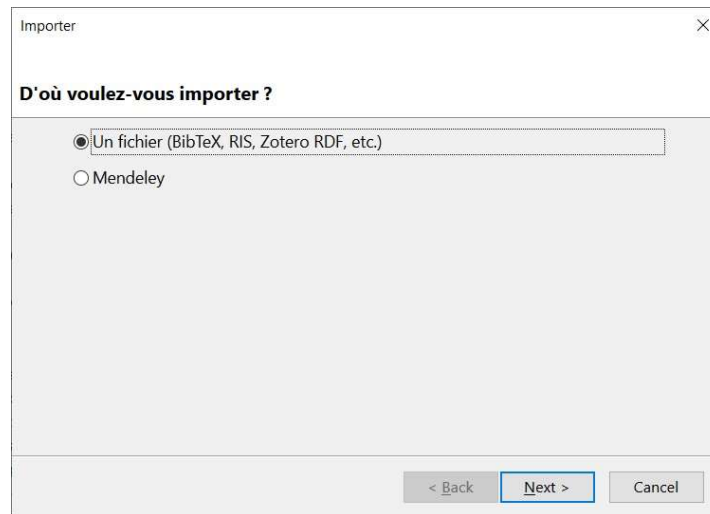 Importer
D'où voulez-vous importer ?
Un fichier (BibTeX, RIS, Zotero RDF, etc.)
Mendeley
< Back Next > Cancel